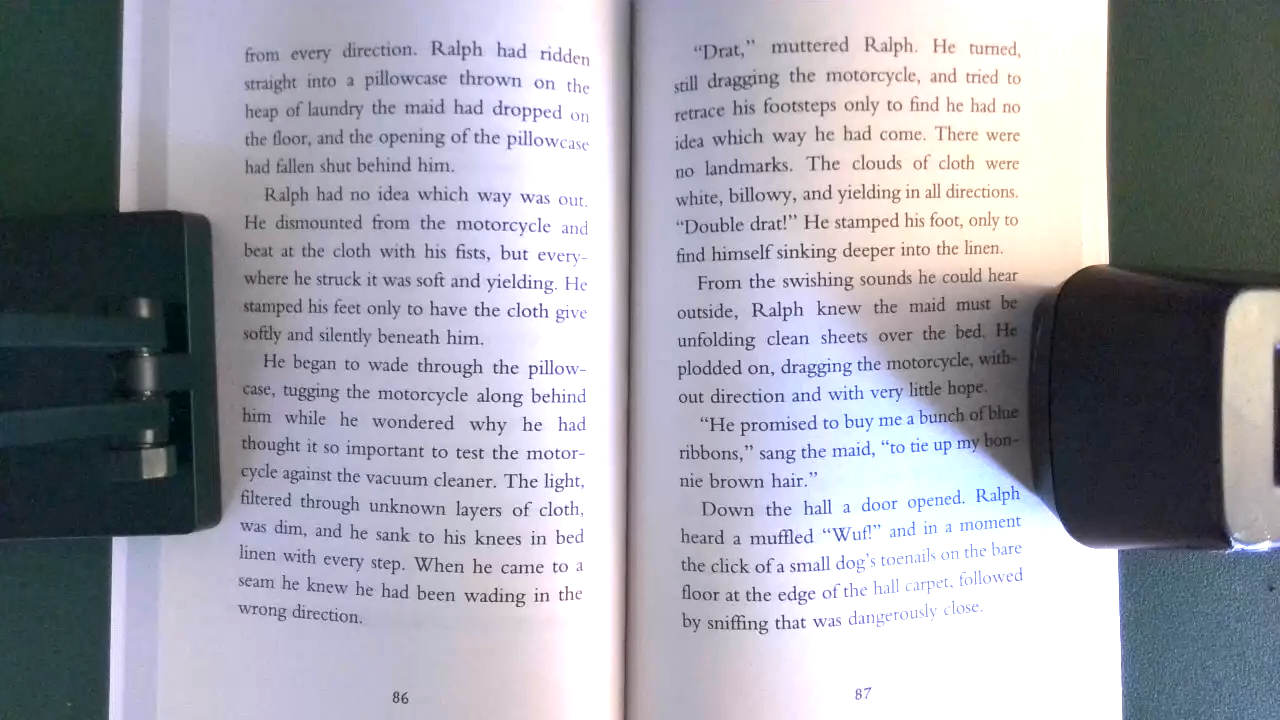 from every direction. Ralph had ridden
straight into a pillowcase thrown on the
heap of laundry the maid had dropped on
the floor, and the opening of the pillowcase
had fallen shut behind him.
Ralph had no idea which way was out.
He dismounted from the motorcycle and
beat at the cloth with his fists, but every-
where he struck it was soft and yielding. He
stamped his feet only to have the cloth give
softly and silently beneath him.
He began to wade through the pillow-
case, tugging the motorcycle along behind
him while he wondered why he had
thought it so important to test the motor-
cycle against the vacuum cleaner. The light,
filtered through unknown layers of cloth,
was dim, and he sank to his knees in bed
linen with every step. When he came to a
seam he knew he had been wading in the
wrong direction.
86
“Drat,” muttered Ralph. He turned,
still dragging the motorcycle, and tried to
retrace his footsteps only to find he had no
idea which way he had come. There were
no landmarks. The clouds of cloth were
white, billowy, and yielding in all directions.
“Double drat!” He stamped his foot, only to
find himself sinking deeper into the linen.
From the swishing sounds he could hear
outside, Ralph knew the maid must be
unfolding clean sheets over the bed. He
plodded on, dragging the motorcycle, with-
out direction and with very little hope.
“He promised to buy me a bunch of blue
ribbons,” sang the maid, “to tie up my bon-
nie brown hair.”
Down the hall a door opened. Ralph
heard a muffled “Wuf!” and in a moment
the click of a small dog’s toenails on the bare
floor at the edge of the hall carpet, followed
by sniffing that was dangerously close.
87